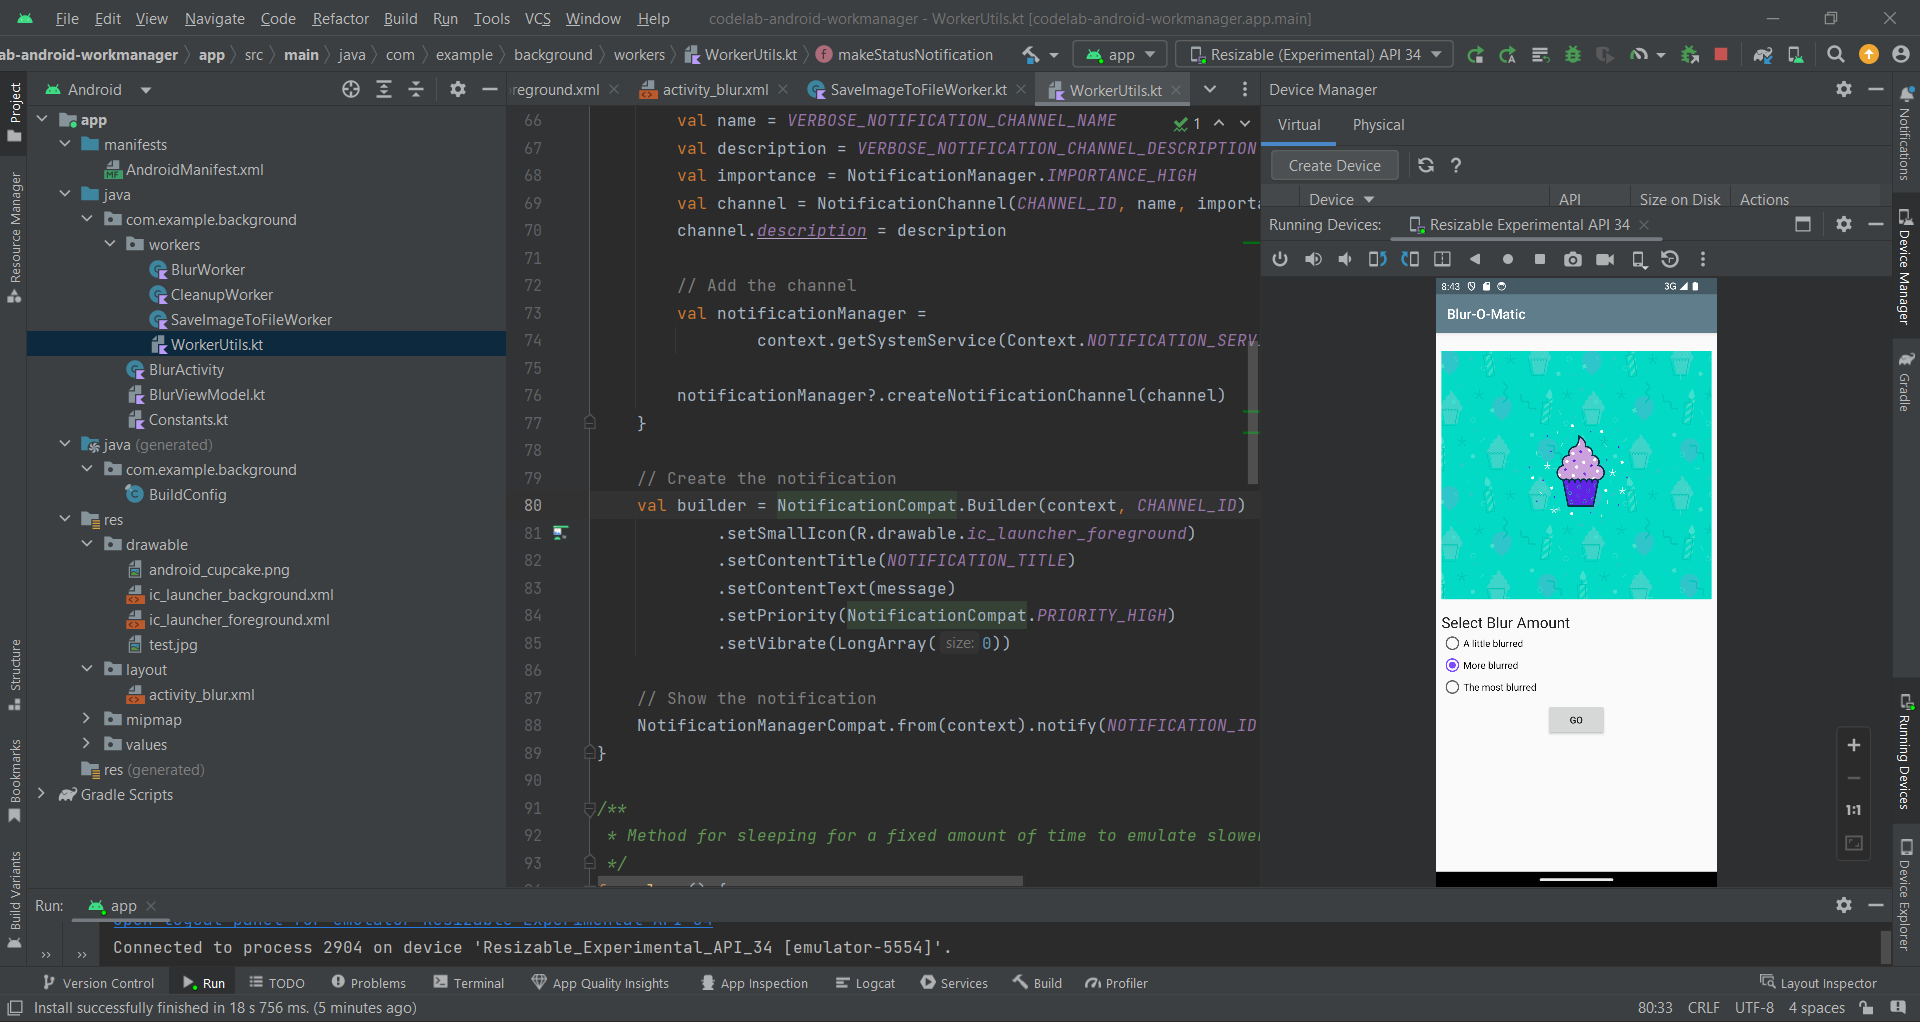 File Edit View Navigate Code Refactor Build Run Tools VCS Window Help codelab-android-workmanager - WorkerUtils.kt [codelab-android-workmanager.app.main]
ab-android-workmanager app src main java com example background workers WorkerUtils.kt makeStatusNotification app Resizable (Experimental) API 34
Project
Resource Manager
Structure
Bookmarks
Build Variants
Android
app
manifests
AndroidManifest.xml
java
com.example.background
workers
BlurWorker
CleanupWorker
SaveImageToFileWorker
WorkerUtils.kt
BlurActivity
BlurViewModel.kt
Constants.kt
java (generated)
com.example.background
BuildConfig
res
drawable
android_cupcake.png
ic_launcher_background.xml
ic_launcher_foreground.xml
test.jpg
layout
activity_blur.xml
mipmap
values
res (generated)
Gradle Scripts
reground.xml activity_blur.xml SaveImageToFileWorker.kt WorkerUtils.kt
1
66 val name = VERBOSE_NOTIFICATION_CHANNEL_NAME
67 val description = VERBOSE_NOTIFICATION_CHANNEL_DESCRIPTION
68 val importance = NotificationManager.IMPORTANCE_HIGH
69 val channel = NotificationChannel(CHANNEL_ID, name, importa
70 channel.description = description
71
72 // Add the channel
73 val notificationManager =
74 context.getSystemService(Context.NOTIFICATION_SERV
75
76 notificationManager?.createNotificationChannel(channel)
77 }
78
79 // Create the notification
80 val builder = NotificationCompat.Builder(context, CHANNEL_ID)
81 .setSmallIcon(R.drawable.ic_launcher_foreground)
82 .setContentTitle(NOTIFICATION_TITLE)
83 .setContentText(message)
84 .setPriority(NotificationCompat.PRIORITY_HIGH)
85 .setVibrate(LongArray( size: 0))
86
87 // Show the notification
88 NotificationManagerCompat.from(context).notify(NOTIFICATION_ID
89 }
90
91 /**
92 * Method for sleeping for a fixed amount of time to emulate slower
93 */
Device Manager
Virtual Physical
Create Device ?
Device API Size on Disk Actions
Running Devices: Resizable Experimental API 34
8:43 3G
Blur-O-Matic
Select Blur Amount
A little blurred
More blurred
The most blurred
GO
1:1
Notifications
Device Manager
Gradle
Running Devices
Device Explorer
Run: app
Open logcat panel for emulator Resizable Experimental API 34
Connected to process 2904 on device 'Resizable_Experimental_API_34 [emulator-5554]'.
Version Control Run TODO Problems Terminal App Quality Insights App Inspection Logcat Services Build Profiler Layout Inspector
Install successfully finished in 18 s 756 ms. (5 minutes ago) 80:33 CRLF UTF-8 4 spaces